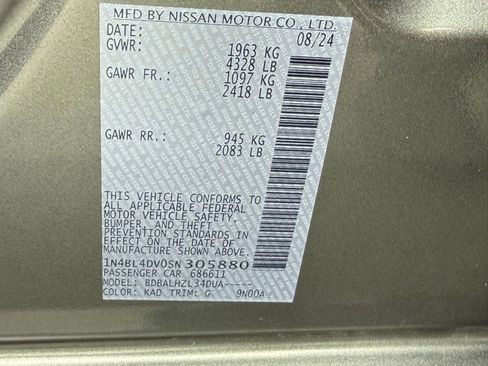 MFD BY NISSAN MOTOR CO., LTD.
DATE: 08/24
GVWR: 1963 KG
4328 LB
GAWR FR.: 1097 KG
2418 LB
GAWR RR.: 945 KG
2083 LB
THIS VEHICLE CONFORMS TO
ALL APPLICABLE FEDERAL
MOTOR VEHICLE SAFETY,
BUMPER, AND THEFT
PREVENTION STANDARDS
IN EFFECT ON THE DATE OF
MANUFACTURE SHOWN ABOVE.
1N4BL4DV0SN305880
PASSENGER CAR 686611
MODEL: BDBALHZL34DUA-----
COLOR: KAD TRIM: G 9N00A